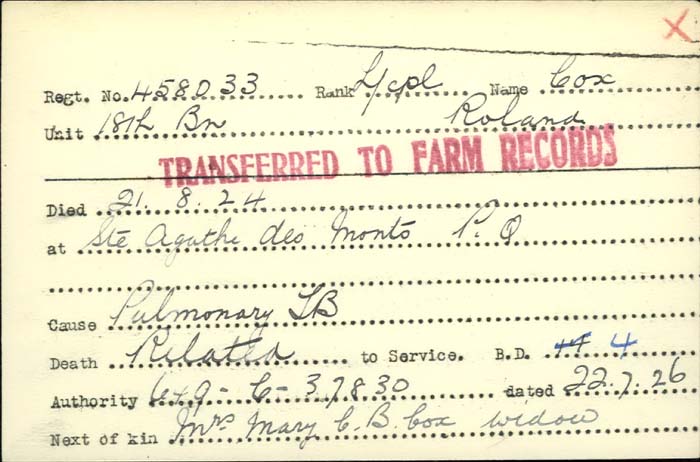 Regt. No. 458033 Rank L/cpl Name Cox
Unit 18th Bn Roland
TRANSFERRED TO FARM RECORDS
Died 21. 8. 24
at Ste Agathe des Monts P. Q
Cause Pulmonary TB
Death Related to Service. B.D. 4
Authority 649-C-37830 dated 22.7.26
Next of kin Mrs Mary C. B. Cox widow